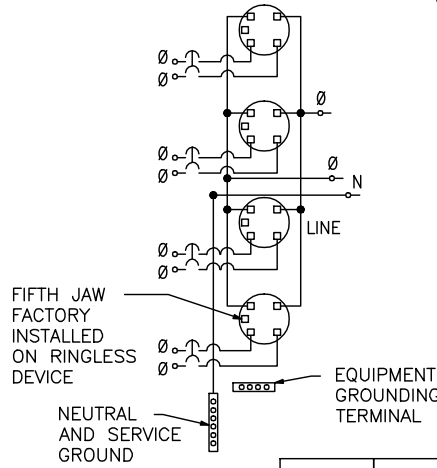 Ø
Ø
Ø
Ø
Ø
Ø
N
Ø
Ø
LINE
FIFTH JAW
FACTORY
INSTALLED
ON RINGLESS
DEVICE
Ø
Ø
EQUIPMENT
GROUNDING
TERMINAL
NEUTRAL
AND SERVICE
GROUND